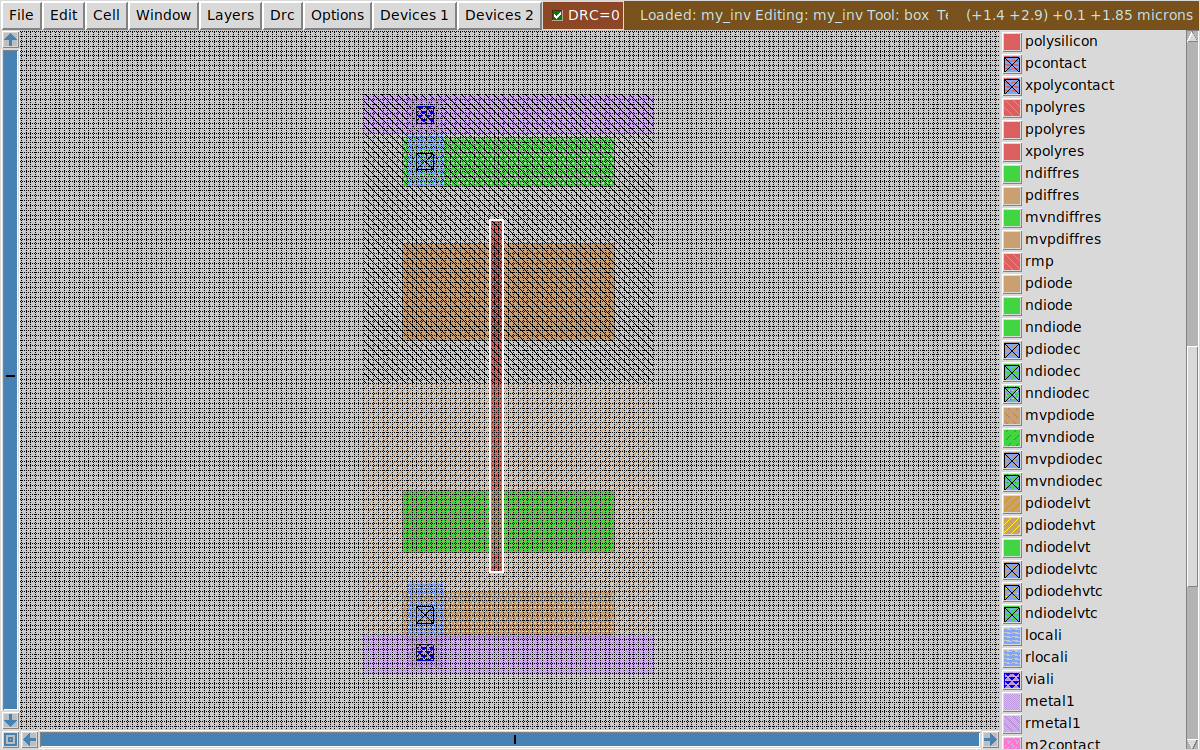 File Edit Cell Window Layers Drc Options Devices 1 Devices 2 DRC=0 Loaded: my_inv Editing: my_inv Tool: box (+1.4 +2.9) +0.1 +1.85 microns
polysilicon
pcontact
xpolycontact
npolyres
ppolyres
xpolyres
ndiffres
pdiffres
mvndiffres
mvpdiffres
rmp
pdiode
ndiode
nndiode
pdiodec
ndiodec
nndiodec
mvpdiode
mvndiode
mvpdiodec
mvndiodec
pdiodelvt
pdiodehvt
ndiodelvt
pdiodelvtc
pdiodehvtc
ndiodelvtc
locali
rlocali
viali
metal1
rmetal1
m2contact